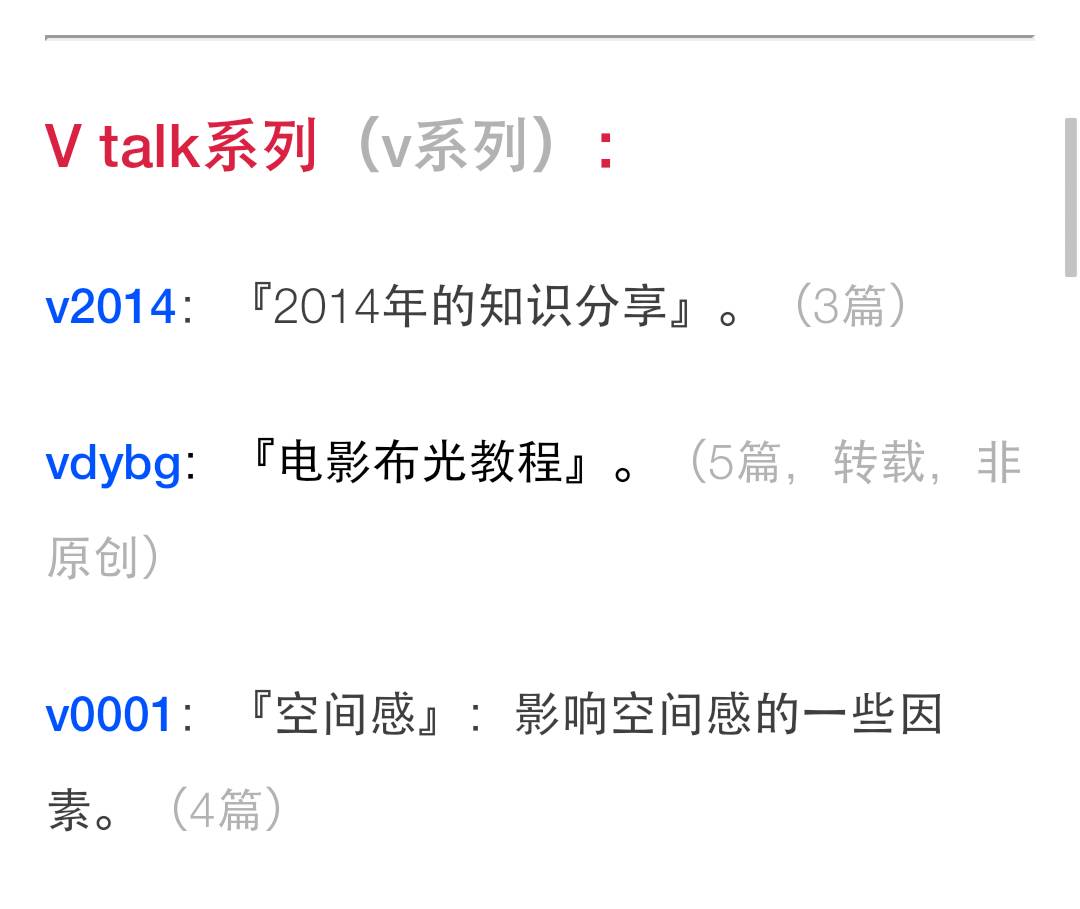 V talk系列（v系列）：
v2014： 『2014年的知识分享』。（3篇）
vdybg： 『电影布光教程』。（5篇，转载，非
原创）
v0001： 『空间感』： 影响空间感的一些因
素。（4篇）